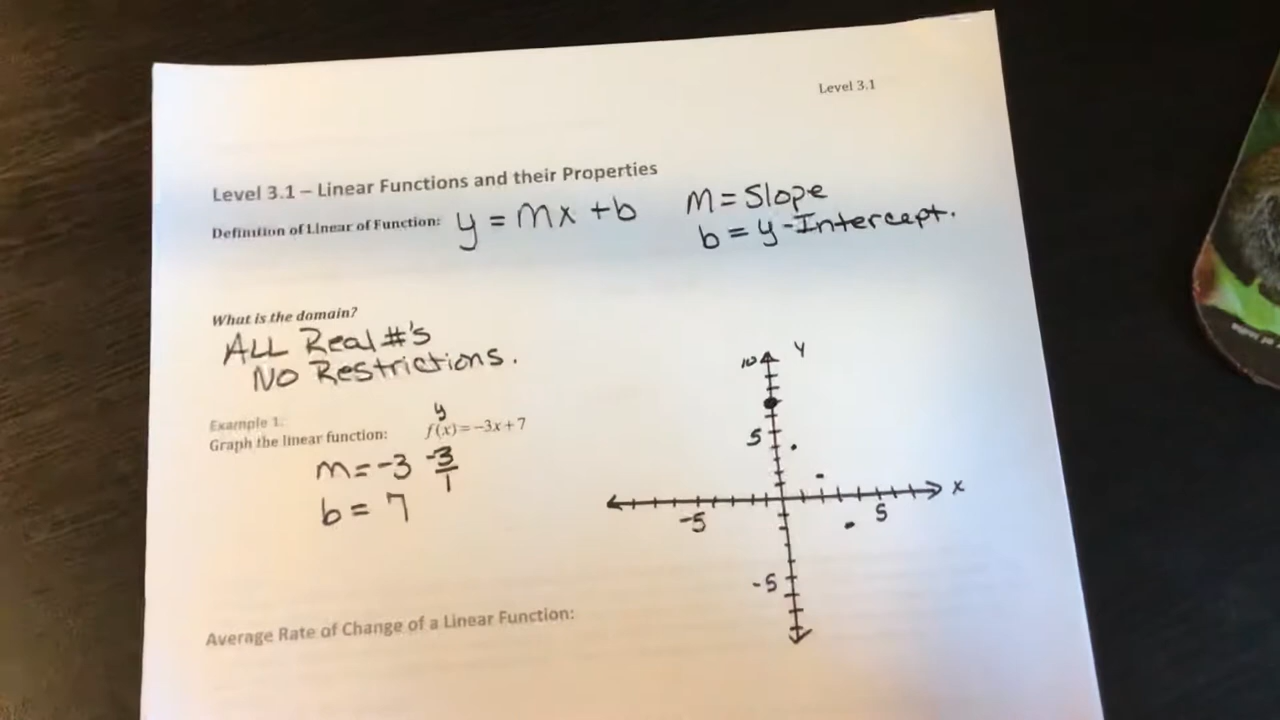 Level 3.1
Level 3.1 – Linear Functions and their Properties
Definition of Linear of Function: y = mx + b
M = Slope
b = y-Intercept.
What is the domain?
ALL Real #'s
NO Restrictions.
Example 1:
y
Graph the linear function: f(x)=−3x+7
m = -3 -3/1
b = 7
10 Y
5
-5 5 x
-5
Average Rate of Change of a Linear Function: